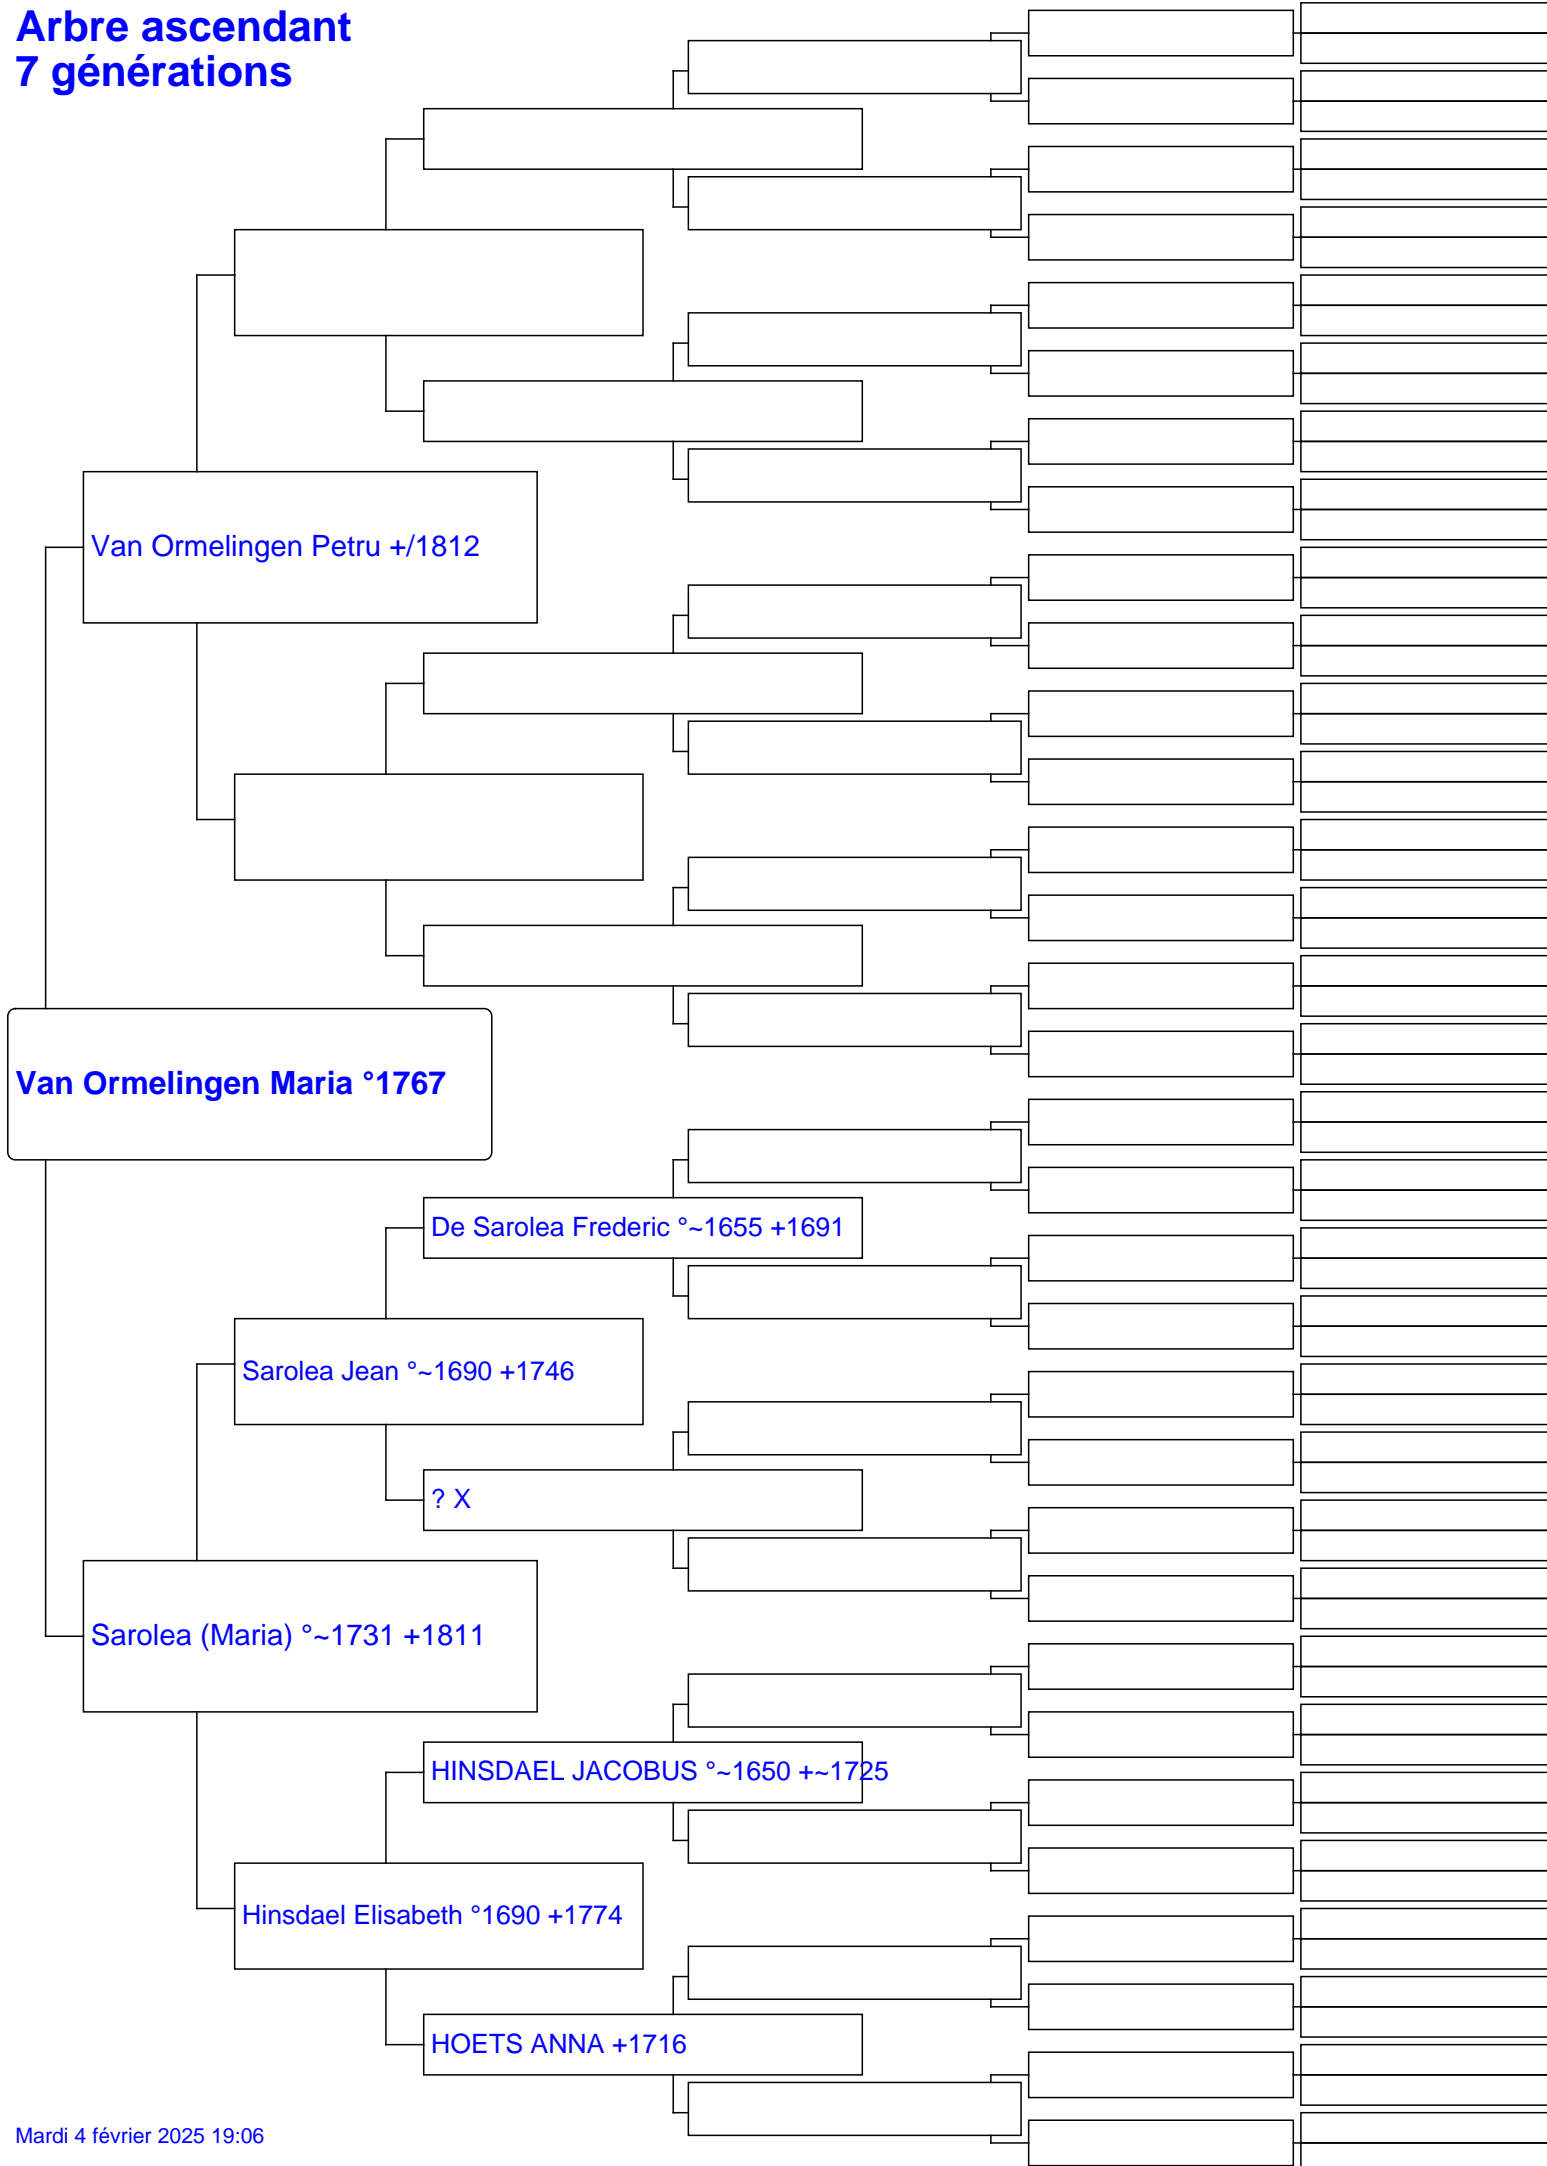 Arbre ascendant
7 générations
Van Ormelingen Petru +/1812
Van Ormelingen Maria °1767
De Sarolea Frederic °~1655 +1691
Sarolea Jean °~1690 +1746
? X
Sarolea (Maria) °~1731 +1811
HINSDAEL JACOBUS °~1650 +~1725
Hinsdael Elisabeth °1690 +1774
HOETS ANNA +1716
Mardi 4 février 2025 19:06